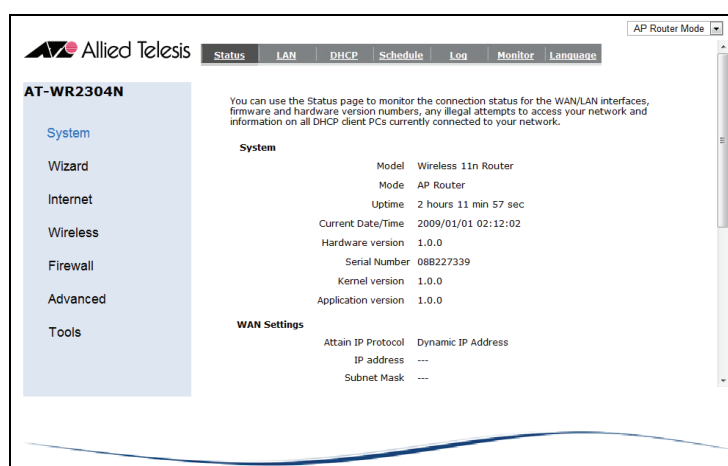 AP Router Mode
Allied Telesis
Status LAN DHCP Schedule Log Monitor Language
AT-WR2304N
System
Wizard
Internet
Wireless
Firewall
Advanced
Tools
You can use the Status page to monitor the connection status for the WAN/LAN interfaces,
firmware and hardware version numbers, any illegal attempts to access your network and
information on all DHCP client PCs currently connected to your network.
System
Model Wireless 11n Router
Mode AP Router
Uptime 2 hours 11 min 57 sec
Current Date/Time 2009/01/01 02:12:02
Hardware version 1.0.0
Serial Number 08B227339
Kernel version 1.0.0
Application version 1.0.0
WAN Settings
Attain IP Protocol Dynamic IP Address
IP address ---
Subnet Mask ---